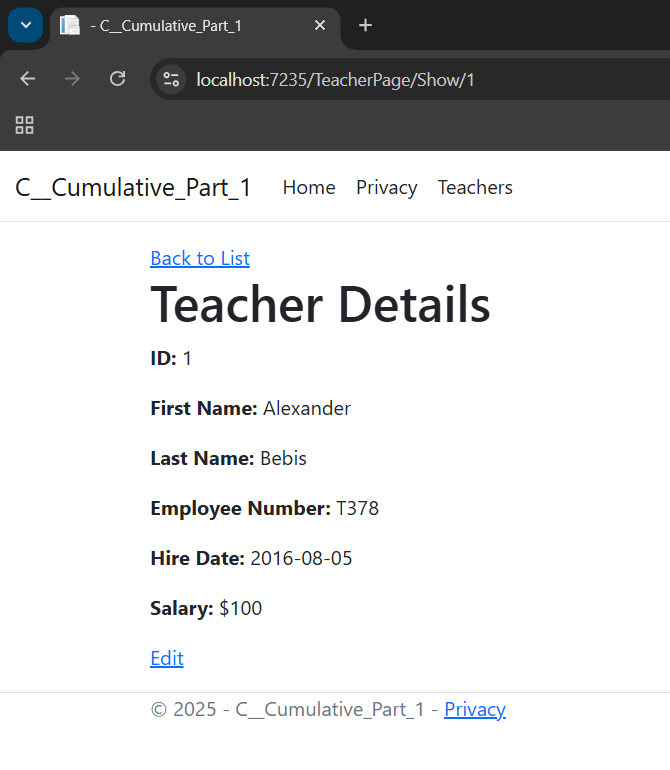 - C__Cumulative_Part_1
localhost:7235/TeacherPage/Show/1
C__Cumulative_Part_1 Home Privacy Teachers
Back to List
Teacher Details
ID: 1
First Name: Alexander
Last Name: Bebis
Employee Number: T378
Hire Date: 2016-08-05
Salary: $100
Edit
© 2025 - C__Cumulative_Part_1 - Privacy